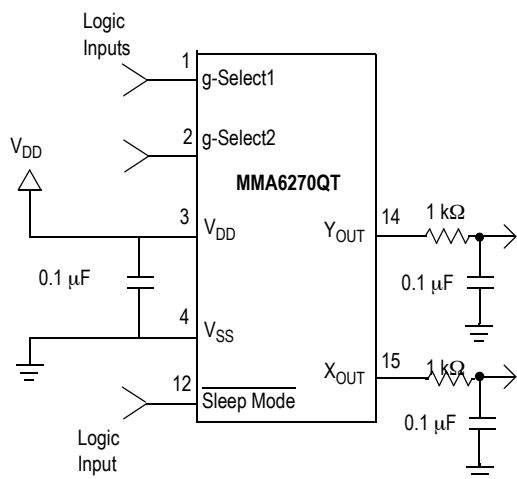 Logic
Inputs
1
g-Select1
2
g-Select2
V_DD
MMA6270QT
3
V_DD
Y_OUT
14
1 kΩ
0.1 μF
0.1 μF
4
V_SS
X_OUT
15
1 kΩ
12
Sleep Mode
0.1 μF
Logic
Input